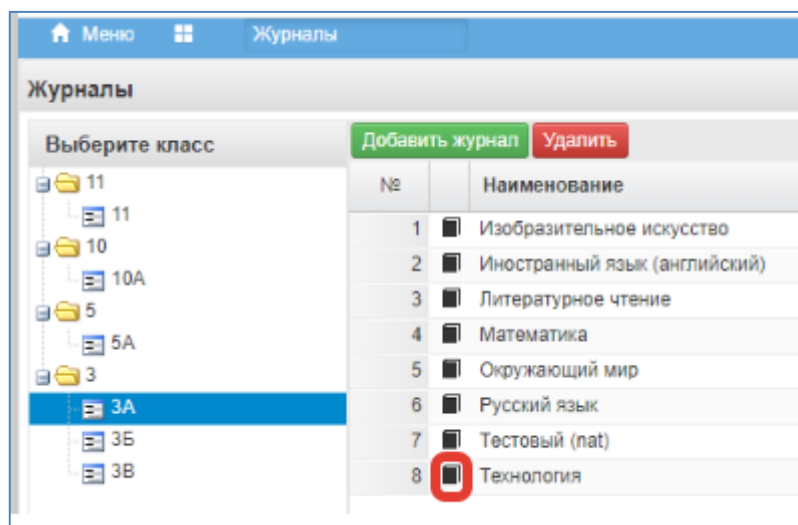 Меню Журналы
Журналы
Выберите класс
11
11
10
10А
5
5А
3
3А
3Б
3В
Добавить журнал Удалить
№ Наименование
1 Изобразительное искусство
2 Иностранный язык (английский)
3 Литературное чтение
4 Математика
5 Окружающий мир
6 Русский язык
7 Тестовый (nat)
8 Технология